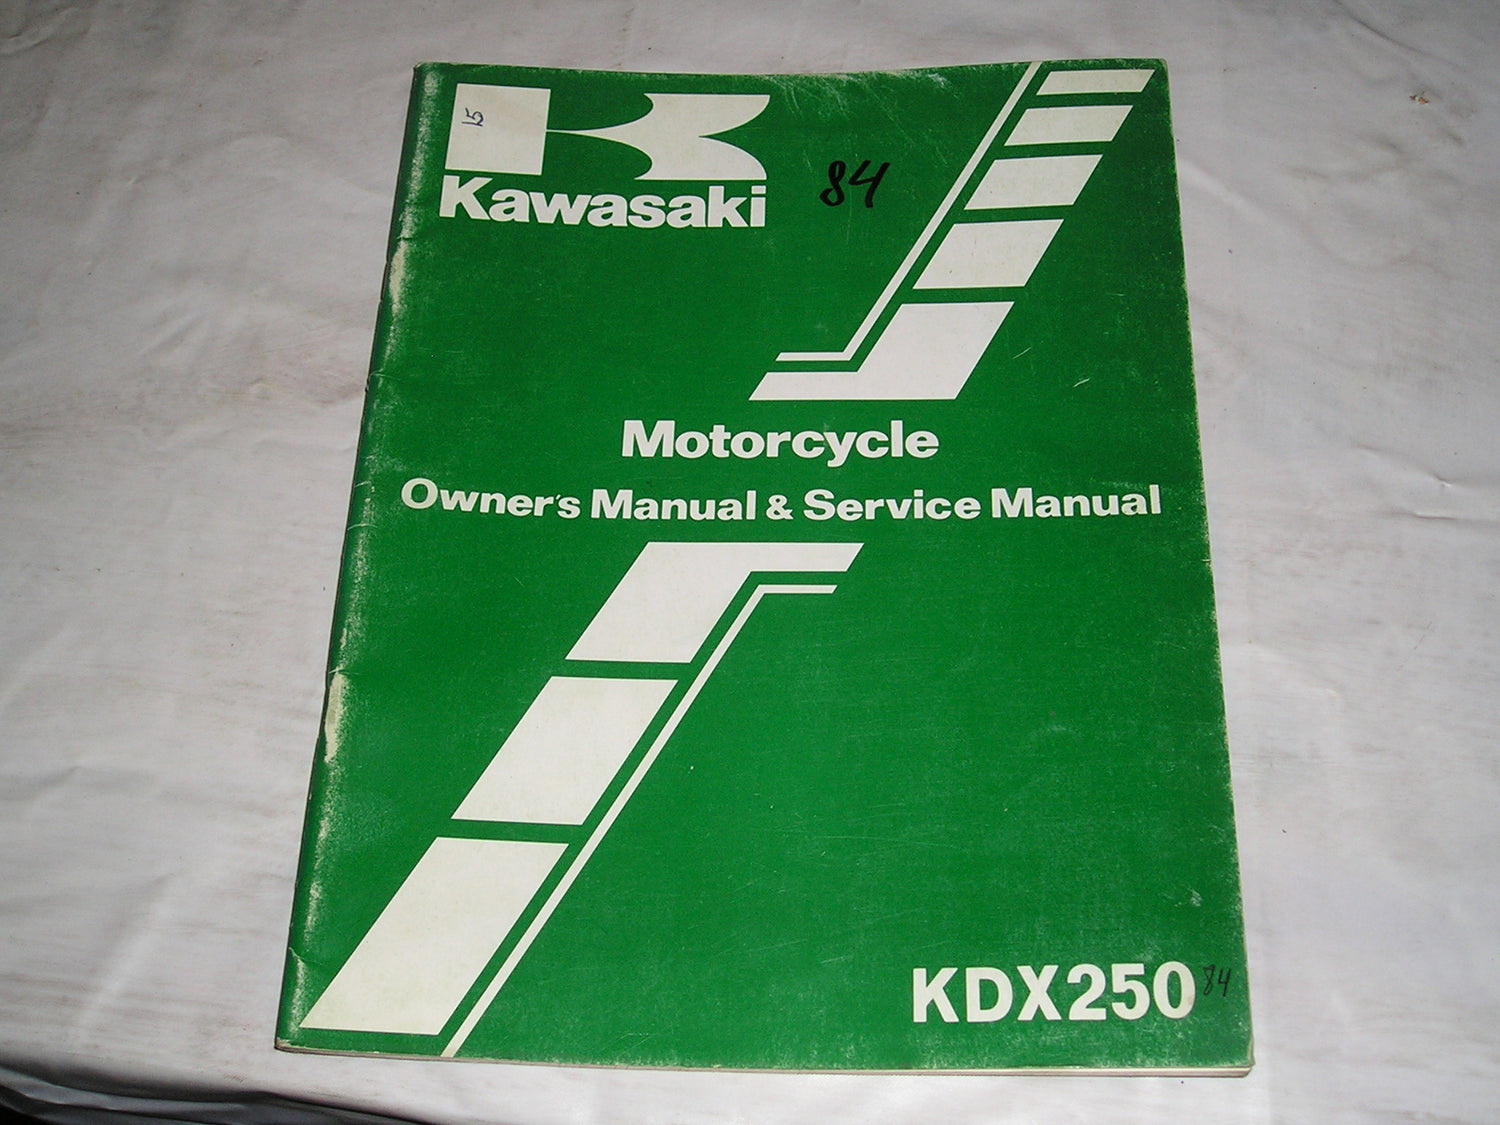 15
Kawasaki
84
Motorcycle
Owner's Manual & Service Manual
KDX250 84